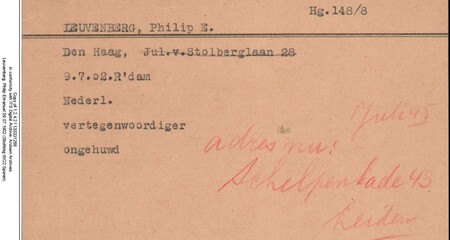 Hg.148/8
LEUVENBERG, Philip E.
Den Haag, Jul.v.Stolberglaan 28
9.7.02.R'dam
Nederl.
vertegenwoordiger
ongehuwd
juli 45
adres nu:
Schelpenkade 43
Leiden